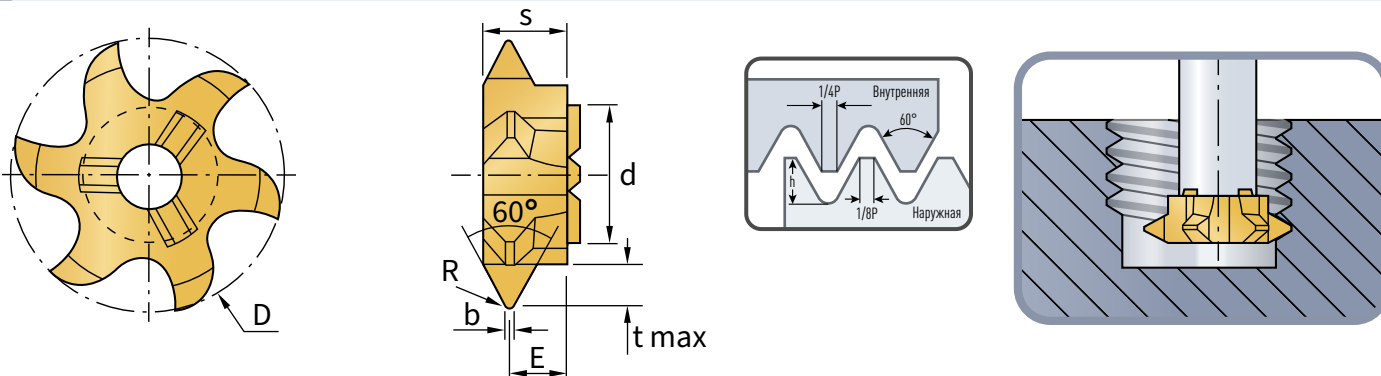 D
s
d
60°
R
b
E
t max
1/4P
Внутренняя
60°
h
1/8P
Наружная